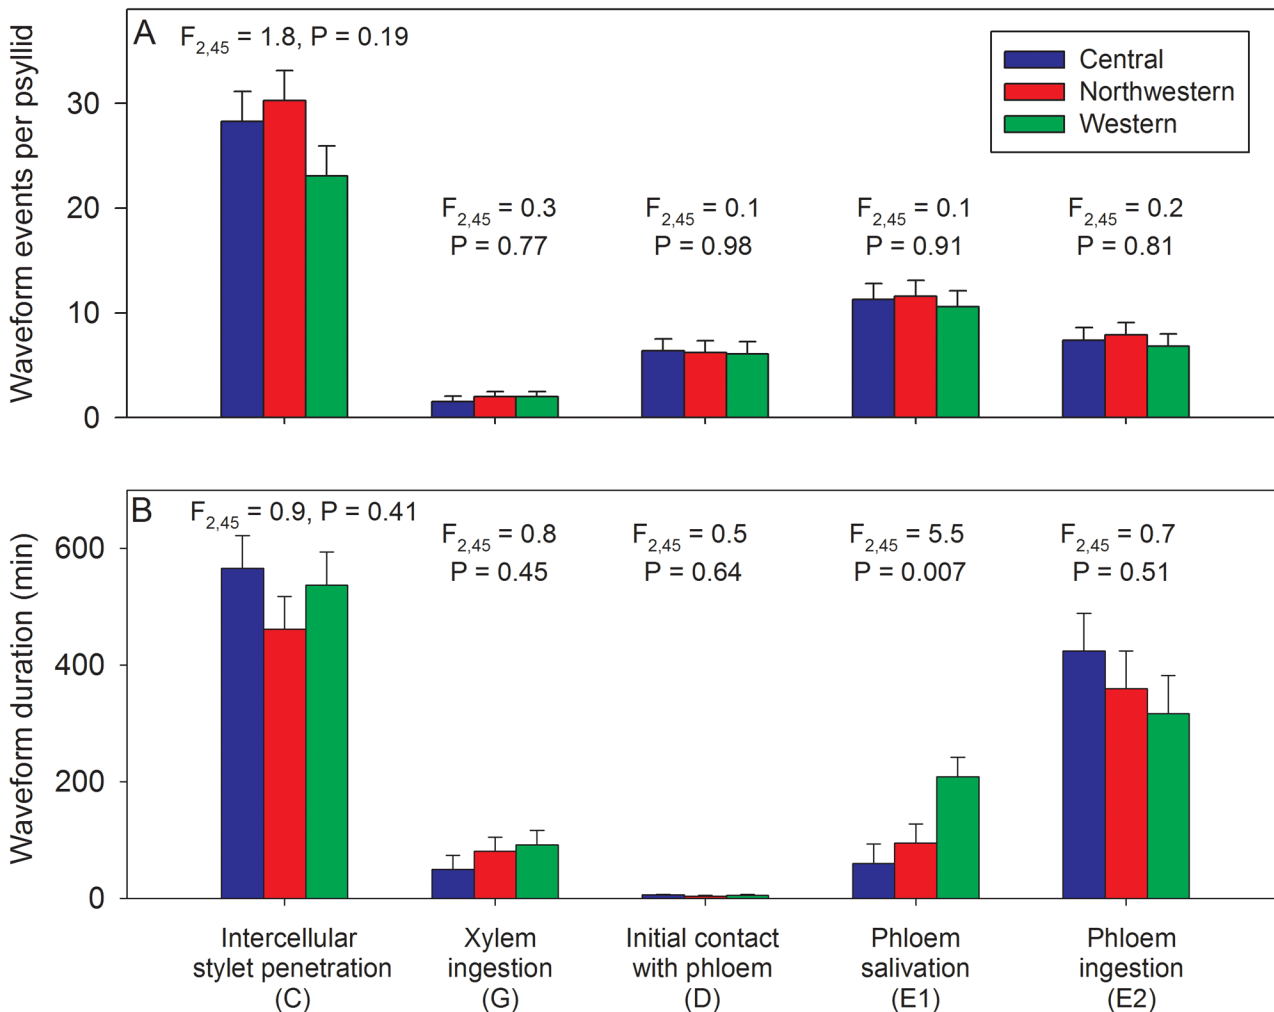 A
F2,45 = 1.8, P = 0.19
Central
Northwestern
Western
Waveform events per psyllid
30
20
10
0
F2,45 = 0.3
P = 0.77
F2,45 = 0.1
P = 0.98
F2,45 = 0.1
P = 0.91
F2,45 = 0.2
P = 0.81
B
F2,45 = 0.9, P = 0.41
Waveform duration (min)
600
400
200
0
F2,45 = 0.8
P = 0.45
F2,45 = 0.5
P = 0.64
F2,45 = 5.5
P = 0.007
F2,45 = 0.7
P = 0.51
Intercellular
stylet penetration
(C)
Xylem
ingestion
(G)
Initial contact
with phloem
(D)
Phloem
salivation
(E1)
Phloem
ingestion
(E2)